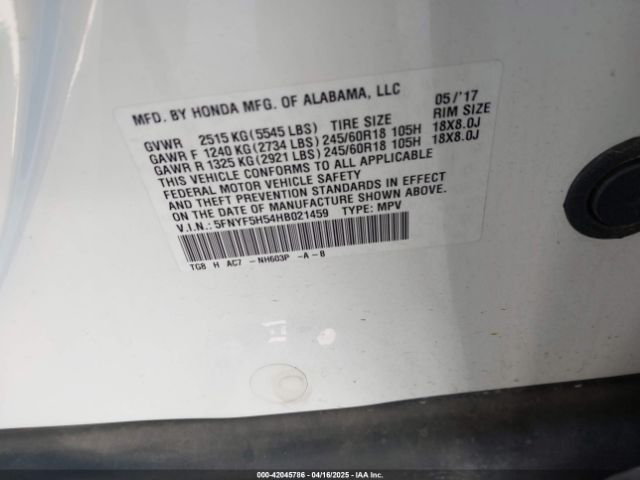 MFD. BY HONDA MFG. OF ALABAMA, LLC 05/'17
GVWR 2515 KG (5545 LBS) TIRE SIZE RIM SIZE
GAWR F 1240 KG (2734 LBS) 245/60R18 105H 18X8.0J
GAWR R 1325 KG (2921 LBS) 245/60R18 105H 18X8.0J
THIS VEHICLE CONFORMS TO ALL APPLICABLE
FEDERAL MOTOR VEHICLE SAFETY
AND THEFT PREVENTION STANDARDS IN EFFECT
ON THE DATE OF MANUFACTURE SHOWN ABOVE.
V.I.N.: 5FNYF5H54HB021459 TYPE: MPV
TG8 H AC7 -NH603P -A -B
000-42045786 - 04/16/2025 - IAAI Inc. - Copyright